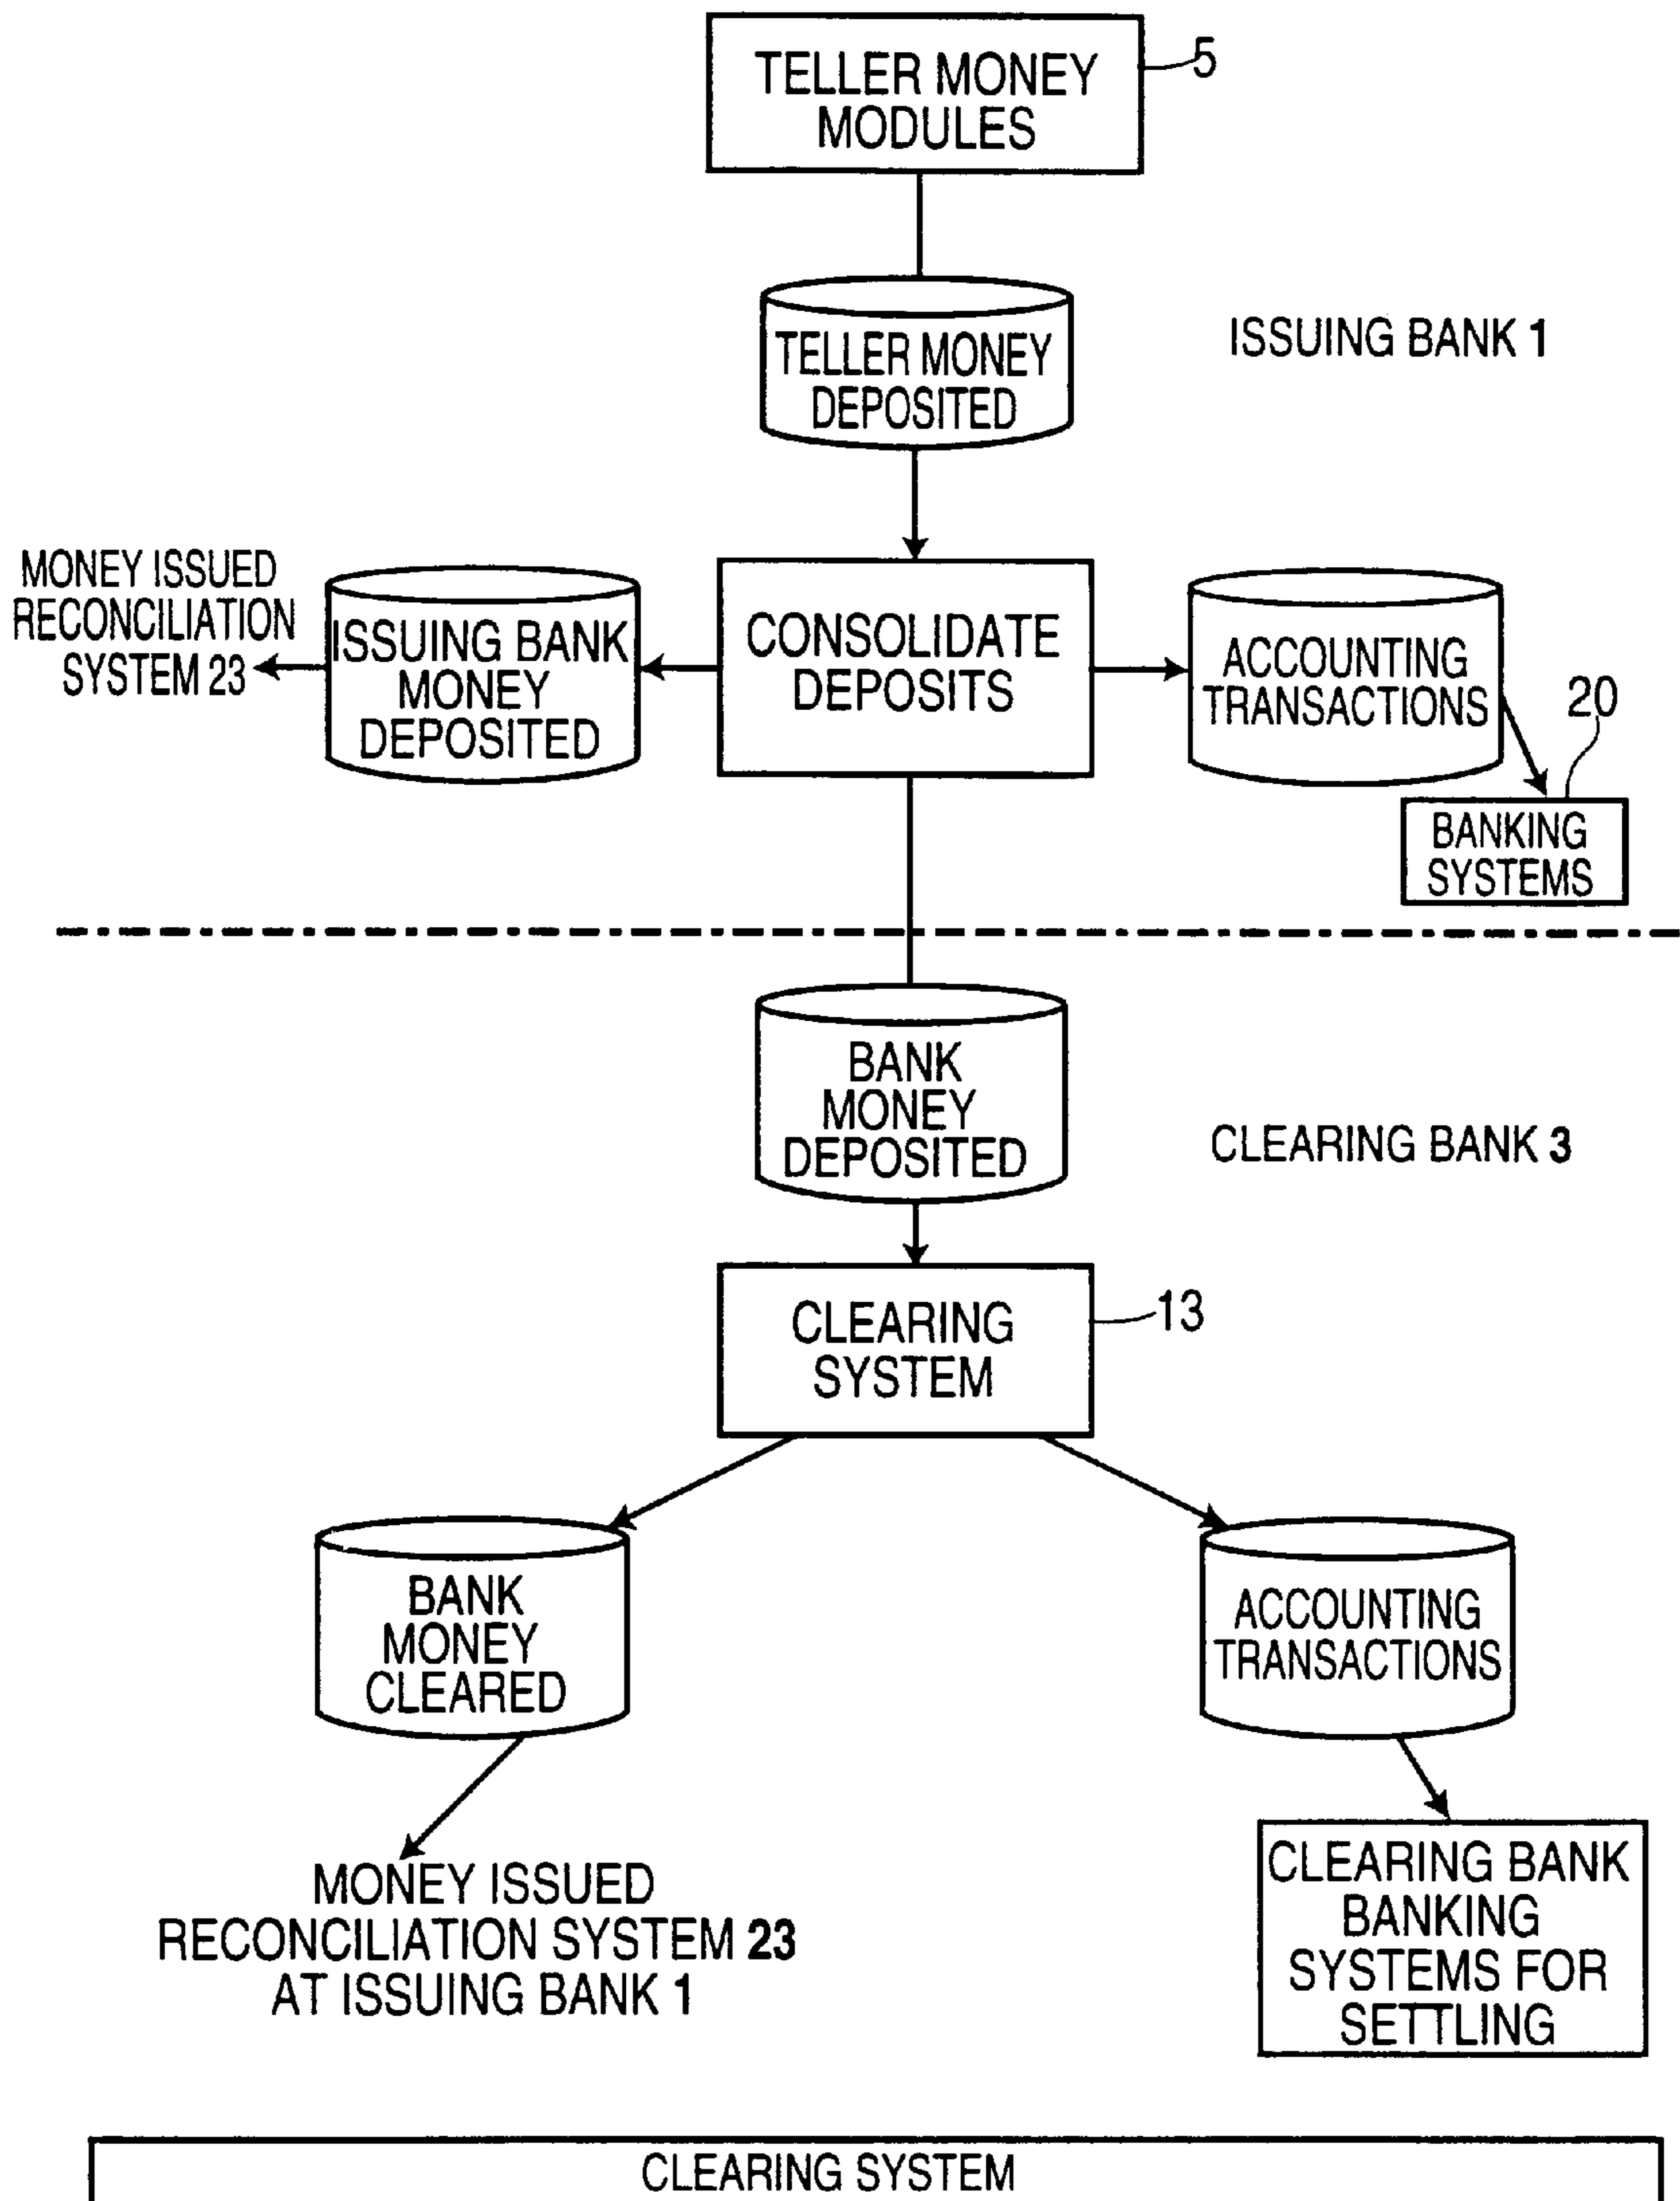 TELLER MONEY
MODULES
5
TELLER MONEY
DEPOSITED
ISSUING BANK 1
MONEY ISSUED
RECONCILIATION
SYSTEM 23
ISSUING BANK
MONEY
DEPOSITED
CONSOLIDATE
DEPOSITS
ACCOUNTING
TRANSACTIONS
20
BANKING
SYSTEMS
BANK
MONEY
DEPOSITED
CLEARING BANK 3
CLEARING
SYSTEM
13
BANK
MONEY
CLEARED
ACCOUNTING
TRANSACTIONS
MONEY ISSUED
RECONCILIATION SYSTEM 23
AT ISSUING BANK 1
CLEARING BANK
BANKING
SYSTEMS FOR
SETTLING
CLEARING SYSTEM